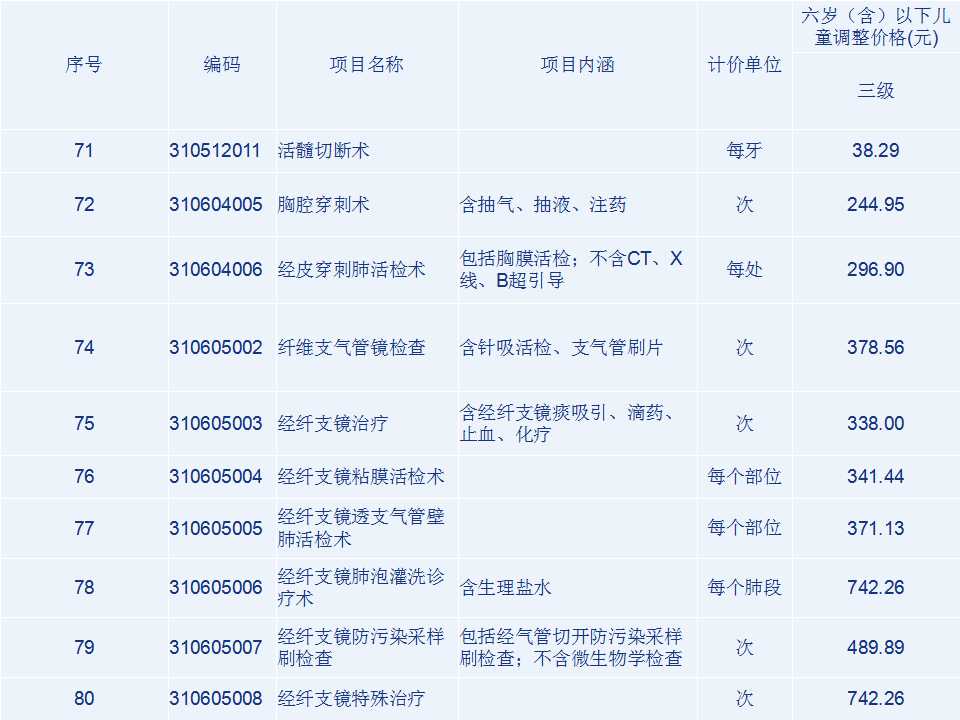 序号 编码 项目名称 项目内涵 计价单位 六岁（含）以下儿
童调整价格(元)
三级
71 310512011 活髓切断术 每牙 38.29
72 310604005 胸腔穿刺术 含抽气、抽液、注药 次 244.95
73 310604006 经皮穿刺肺活检术 包括胸膜活检；不含CT、X
线、B超引导 每处 296.90
74 310605002 纤维支气管镜检查 含针吸活检、支气管刷片 次 378.56
75 310605003 经纤支镜治疗 含经纤支镜痰吸引、滴药、
止血、化疗 次 338.00
76 310605004 经纤支镜粘膜活检术 每个部位 341.44
77 310605005 经纤支镜透支气管壁
肺活检术 每个部位 371.13
78 310605006 经纤支镜肺泡灌洗诊
疗术 含生理盐水 每个肺段 742.26
79 310605007 经纤支镜防污染采样
刷检查 包括经气管切开防污染采样
刷检查；不含微生物学检查 次 489.89
80 310605008 经纤支镜特殊治疗 次 742.26